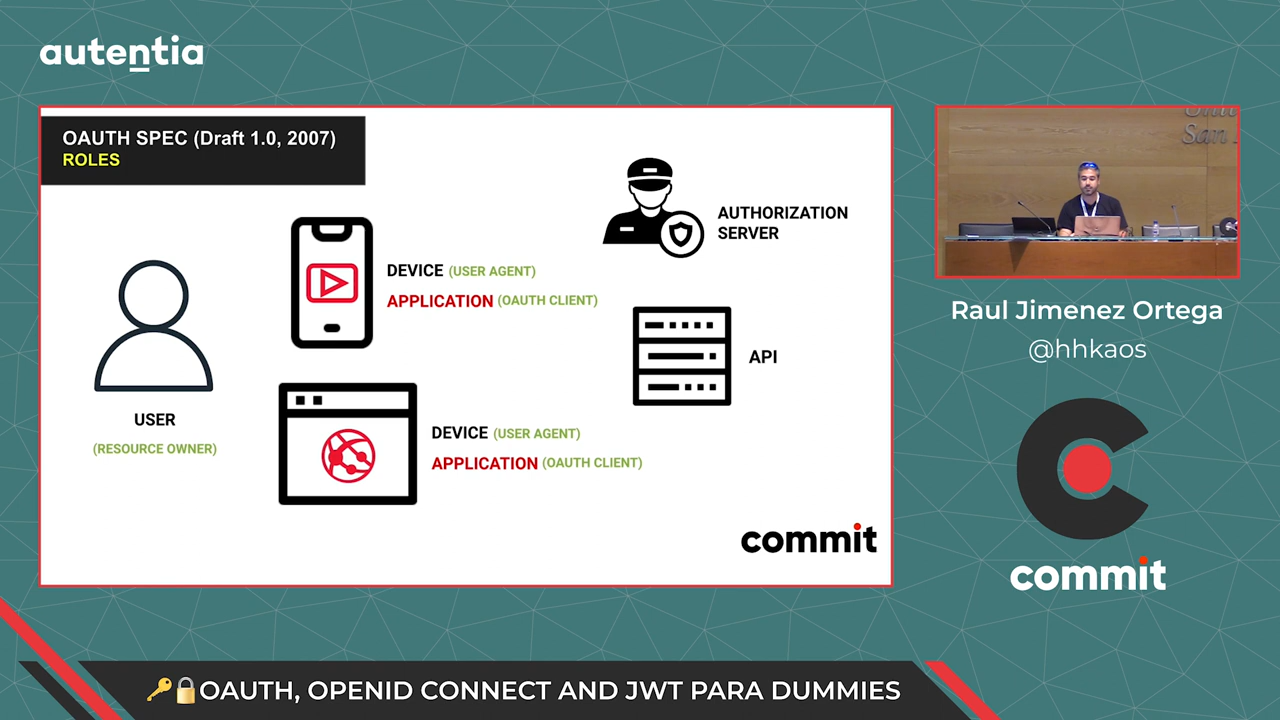 autentia
OAUTH SPEC (Draft 1.0, 2007)
ROLES
AUTHORIZATION
SERVER
DEVICE (USER AGENT)
APPLICATION (OAUTH CLIENT)
API
USER
(RESOURCE OWNER)
DEVICE (USER AGENT)
APPLICATION (OAUTH CLIENT)
commit
San
Raul Jimenez Ortega
@hhkaos
commit
🔑🔒OAUTH, OPENID CONNECT AND JWT PARA DUMMIES